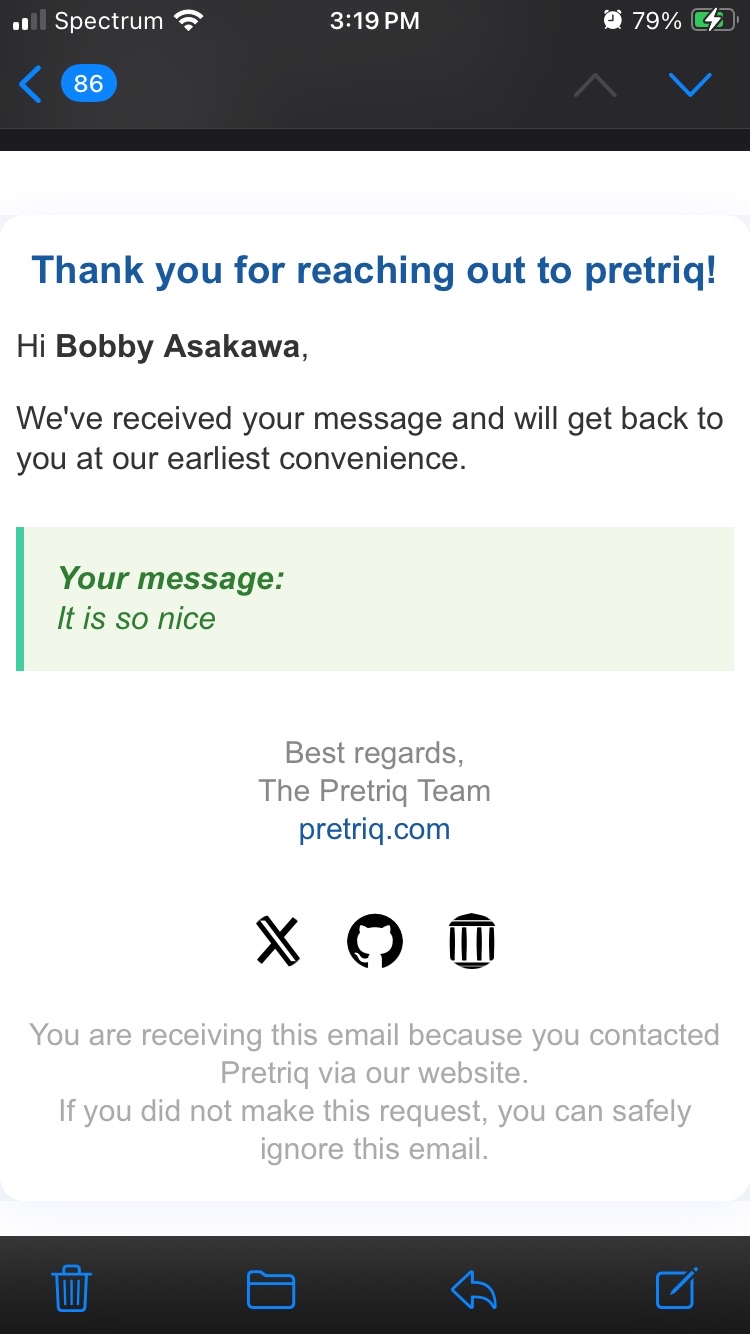 Spectrum 3:19 PM 79%
86
Thank you for reaching out to pretriq!
Hi Bobby Asakawa,
We've received your message and will get back to
you at our earliest convenience.
Your message:
It is so nice
Best regards,
The Pretriq Team
pretriq.com
You are receiving this email because you contacted
Pretriq via our website.
If you did not make this request, you can safely
ignore this email.